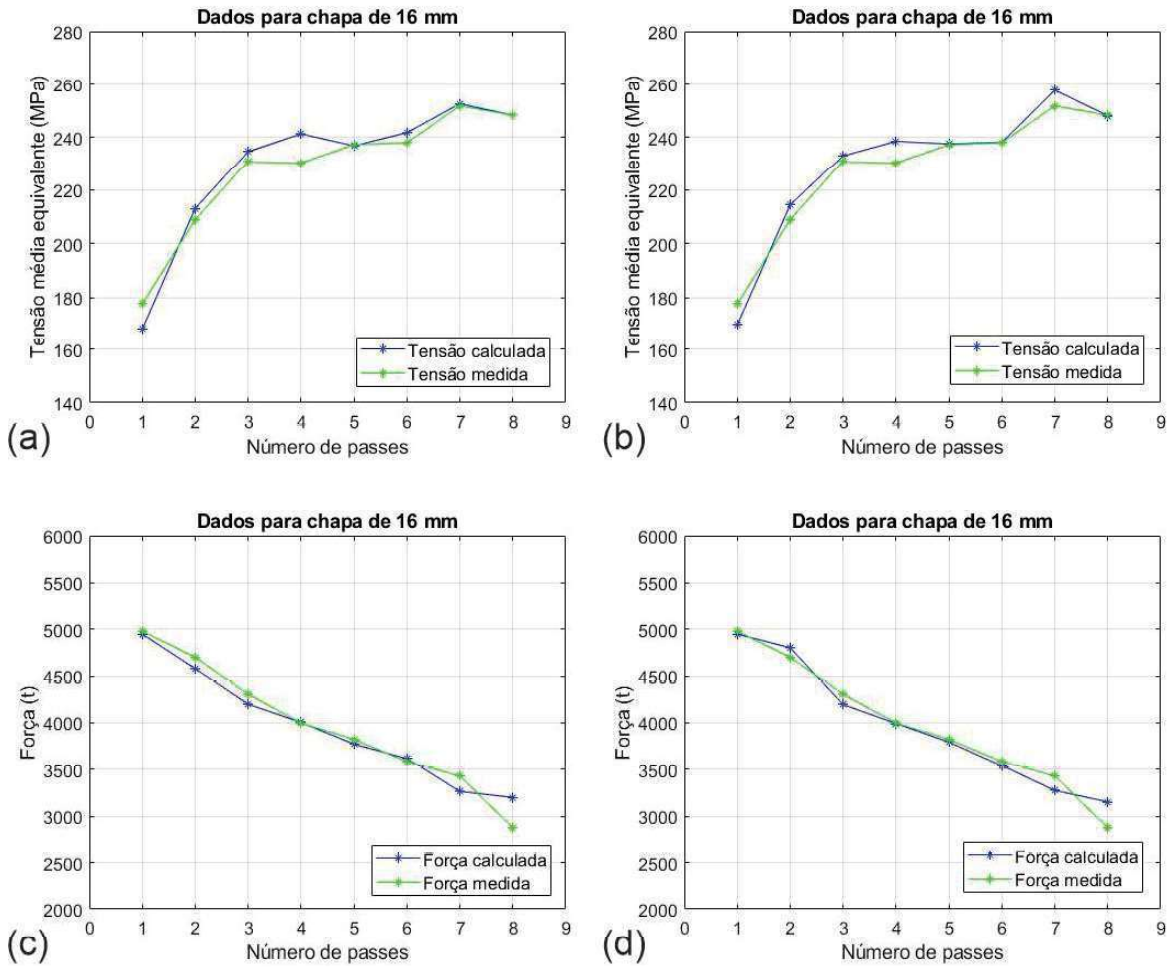 Dados para chapa de 16 mm
280
260
240
220
200
180
160
140
Tensão média equivalente (MPa)
Tensão calculada
Tensão medida
0 1 2 3 4 5 6 7 8 9
Número de passes
(a)
Dados para chapa de 16 mm
280
260
240
220
200
180
160
140
Tensão média equivalente (MPa)
Tensão calculada
Tensão medida
0 1 2 3 4 5 6 7 8 9
Número de passes
(b)
Dados para chapa de 16 mm
6000
5500
5000
4500
4000
3500
3000
2500
2000
Força (t)
Força calculada
Força medida
0 1 2 3 4 5 6 7 8 9
Número de passes
(c)
Dados para chapa de 16 mm
6000
5500
5000
4500
4000
3500
3000
2500
2000
Força (t)
Força calculada
Força medida
0 1 2 3 4 5 6 7 8 9
Número de passes
(d)